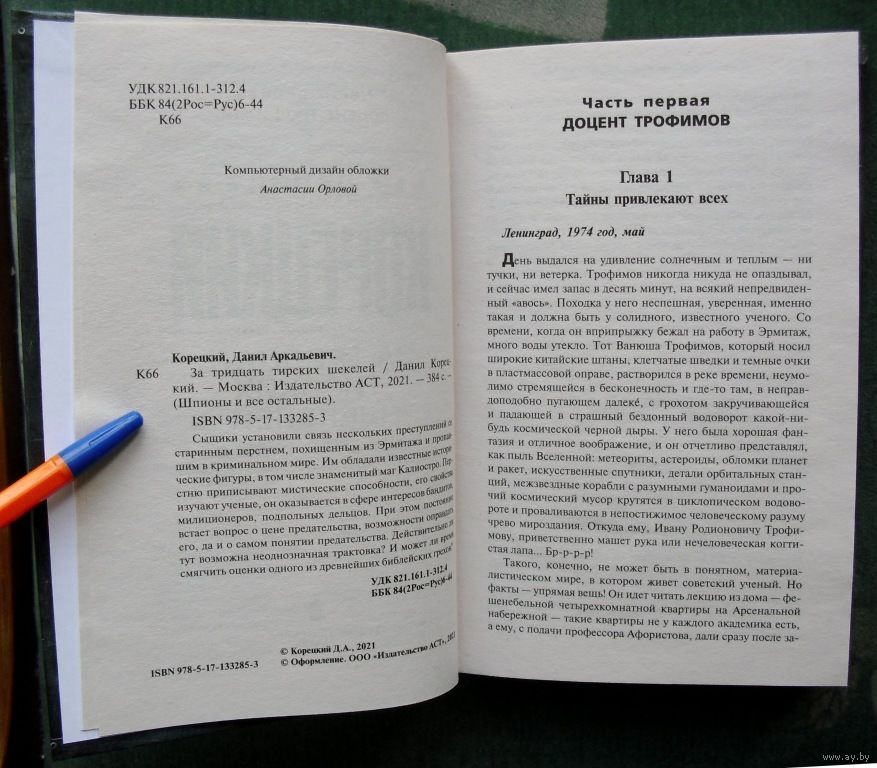 УДК 821.161.1-312.4
ББК 84(2Рос=Рус)6-44
К66
Компьютерный дизайн обложки
Анастасии Орловой
Корецкий, Данил Аркадьевич.
К66 За тридцать тирских шекелей / Данил Корец-
кий. — Москва : Издательство АСТ, 2021. — 384 с. —
(Шпионы и все остальные).
ISBN 978-5-17-133285-3
Сыщики установили связь нескольких преступлений со
старинным перстнем, похищенным из Эрмитажа и пропав-
шим в криминальном мире. Им обладали известные истори-
ческие фигуры, в том числе знаменитый маг Калиостро. Пер-
стню приписывают мистические способности, его свойства
изучают ученые, он оказывается в сфере интересов бандитов,
милиционеров, подпольных дельцов. При этом постоянно
встает вопрос о цене предательства, возможности оправдать
его, да и о самом понятии предательства. Действительно ли
тут возможна неоднозначная трактовка? И может ли время
смягчить оценки одного из древнейших библейских грехов?
УДК 821.161.1-312.4
ББК 84(2Рос=Рус)6-44
© Корецкий Д.А., 2021
ISBN 978-5-17-133285-3 © Оформление. ООО «Издательство АСТ», 2021
Часть первая
ДОЦЕНТ ТРОФИМОВ
Глава 1
Тайны привлекают всех
Ленинград, 1974 год, май
День выдался на удивление солнечным и теплым — ни
тучки, ни ветерка. Трофимов никогда никуда не опаздывал,
и сейчас имел запас в десять минут, на всякий непредвиден-
ный «авось». Походка у него неспешная, уверенная, именно
такая и должна быть у солидного, известного ученого. Со
времени, когда он вприпрыжку бежал на работу в Эрмитаж,
много воды утекло. Тот Ванюша Трофимов, который носил
широкие китайские штаны, клетчатые шведки и темные очки
в пластмассовой оправе, растворился в реке времени, неумо-
лимо стремящейся в бесконечность и где-то там, в неправ-
доподобно пугающем далеке́, с грохотом закручивающейся
и падающей в страшный бездонный водоворот какой-ни-
будь космической черной дыры. У него была хорошая фан-
тазия и отличное воображение, и он отчетливо представлял,
как пыль Вселенной: метеориты, астероиды, обломки планет
и ракет, искусственные спутники, детали орбитальных стан-
ций, межзвездные корабли с разумными гуманоидами и про-
чий космический мусор крутятся в циклопическом водово-
роте и проваливаются в непостижимое человеческому разуму
чрево мироздания. Откуда ему, Ивану Родионовичу Трофи-
мову, приветственно машет рука или нечеловеческая когти-
стая лапа... Бр-р-р-р!
Такого, конечно, не может быть в понятном, материа-
листическом мире, в котором живет советский ученый. Но
факты — упрямая вещь! Он идет читать лекцию из дома — фе-
шенебельной четырехкомнатной квартиры на Арсенальной
набережной — такие квартиры не у каждого академика есть,
а ему, с подачи профессора Афористова, дали сразу после за-
www.ay.by